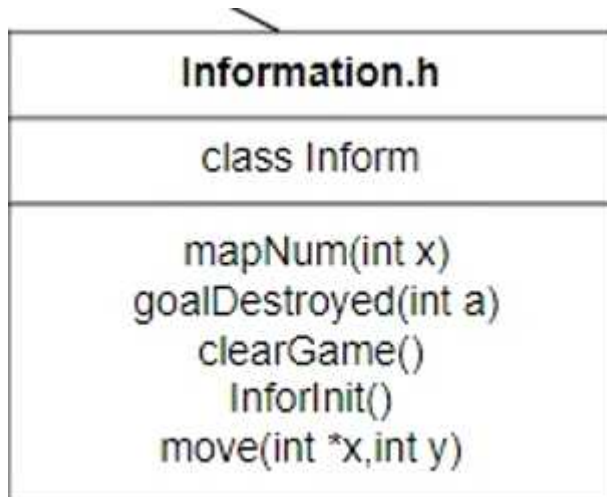 Information.h
class Inform
mapNum(int x)
goalDestroyed(int a)
clearGame()
InforInit()
move(int *x,int y)